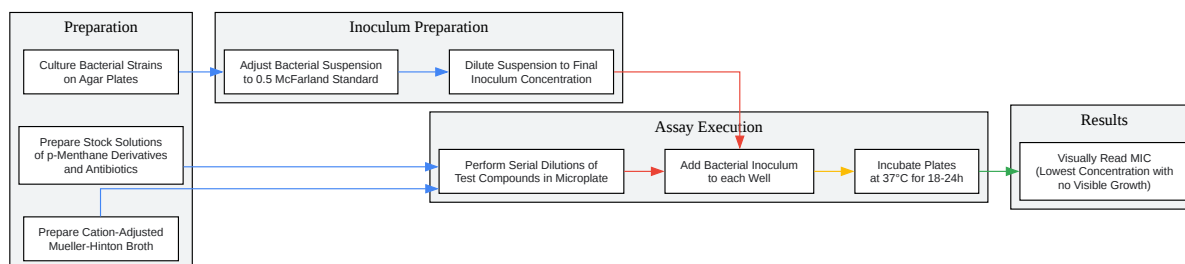 Preparation
Culture Bacterial Strains
on Agar Plates
Prepare Stock Solutions
of p-Menthane Derivatives
and Antibiotics
Prepare Cation-Adjusted
Mueller-Hinton Broth
Inoculum Preparation
Adjust Bacterial Suspension
to 0.5 McFarland Standard
Dilute Suspension to Final
Inoculum Concentration
Assay Execution
Perform Serial Dilutions of
Test Compounds in Microplate
Add Bacterial Inoculum
to each Well
Incubate Plates
at 37°C for 18-24h
Results
Visually Read MIC
(Lowest Concentration with
no Visible Growth)